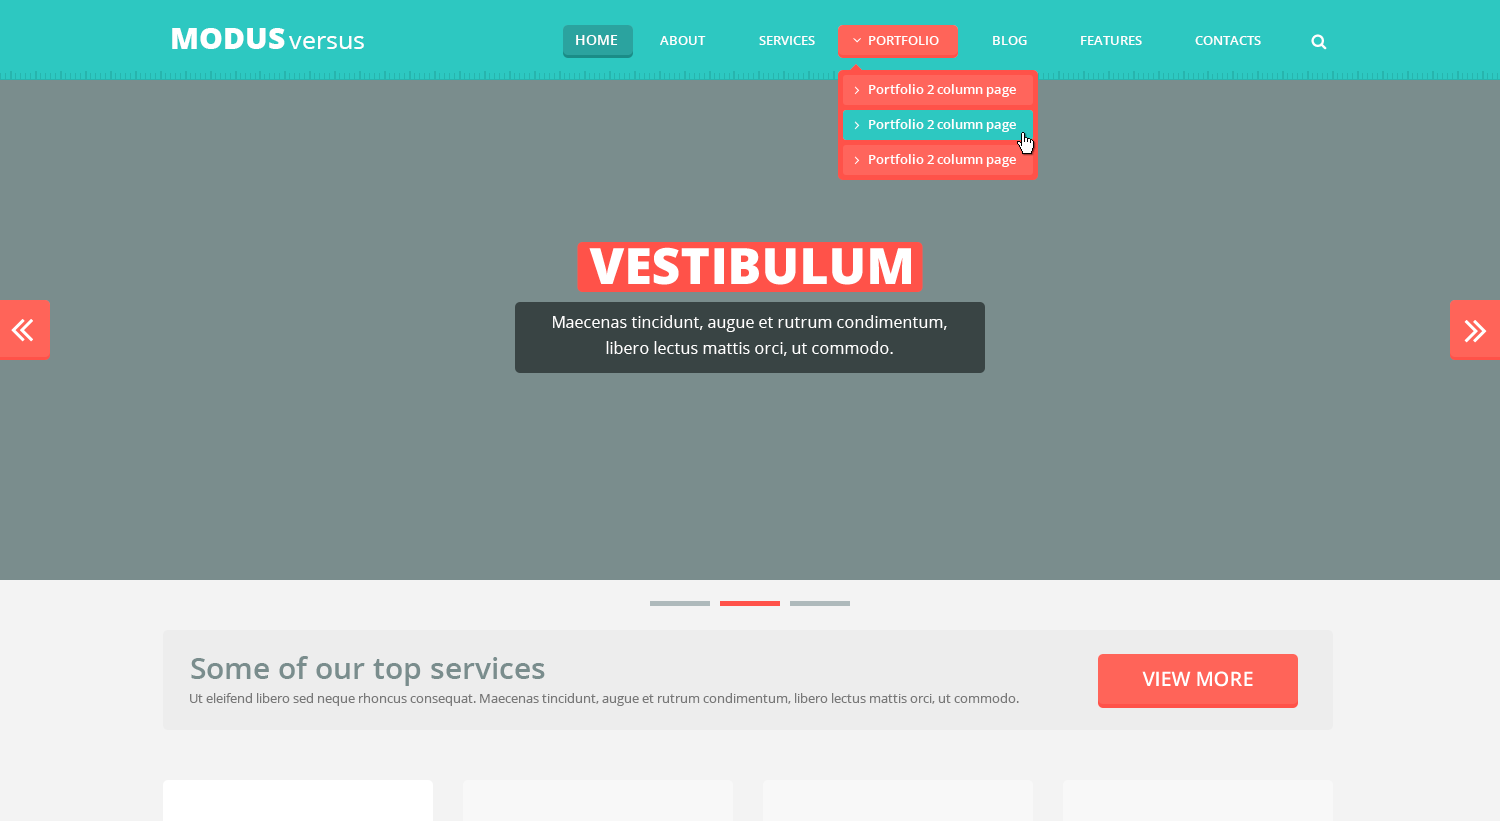 MODUS versus
HOME ABOUT SERVICES PORTFOLIO BLOG FEATURES CONTACTS
Portfolio 2 column page
Portfolio 2 column page
Portfolio 2 column page
VESTIBULUM
Maecenas tincidunt, augue et rutrum condimentum,
libero lectus mattis orci, ut commodo.
Some of our top services
Ut eleifend libero sed neque rhoncus consequat. Maecenas tincidunt, augue et rutrum condimentum, libero lectus mattis orci, ut commodo.
VIEW MORE